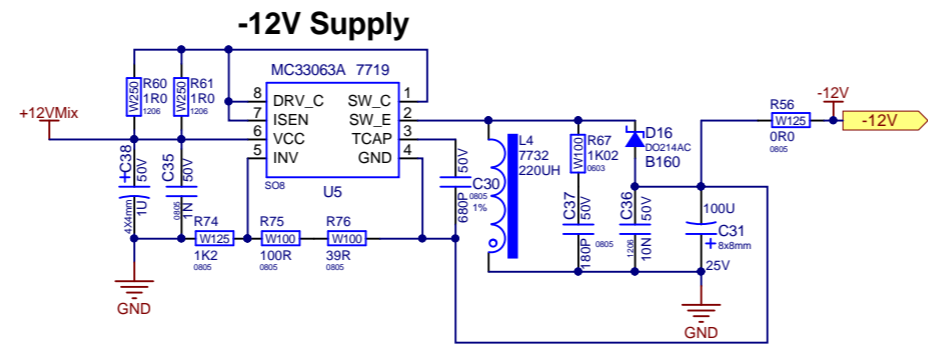 -12V Supply
MC33063A 7719
+12VMix
W250
R60
1R0
1206
W250
R61
1R0
1206
8 DRV_C SW_C 1
7 ISEN SW_E 2
6 VCC TCAP 3
5 INV GND 4
SO8
U5
+C38
50V
4X4mm
1U
C35
50V
0805
1N
R74
W125
1K2
0805
R75
W100
100R
0805
R76
W100
39R
0805
GND
50V
C30
0805
1%
680P
L4
7732
220UH
R67
W100
1K02
0603
C37
50V
180P
0805
D16
DO214AC
B160
C36
50V
1206
10N
100U
C31
+ 8x8mm
25V
GND
R56
W125
0R0
0805
-12V
-12V